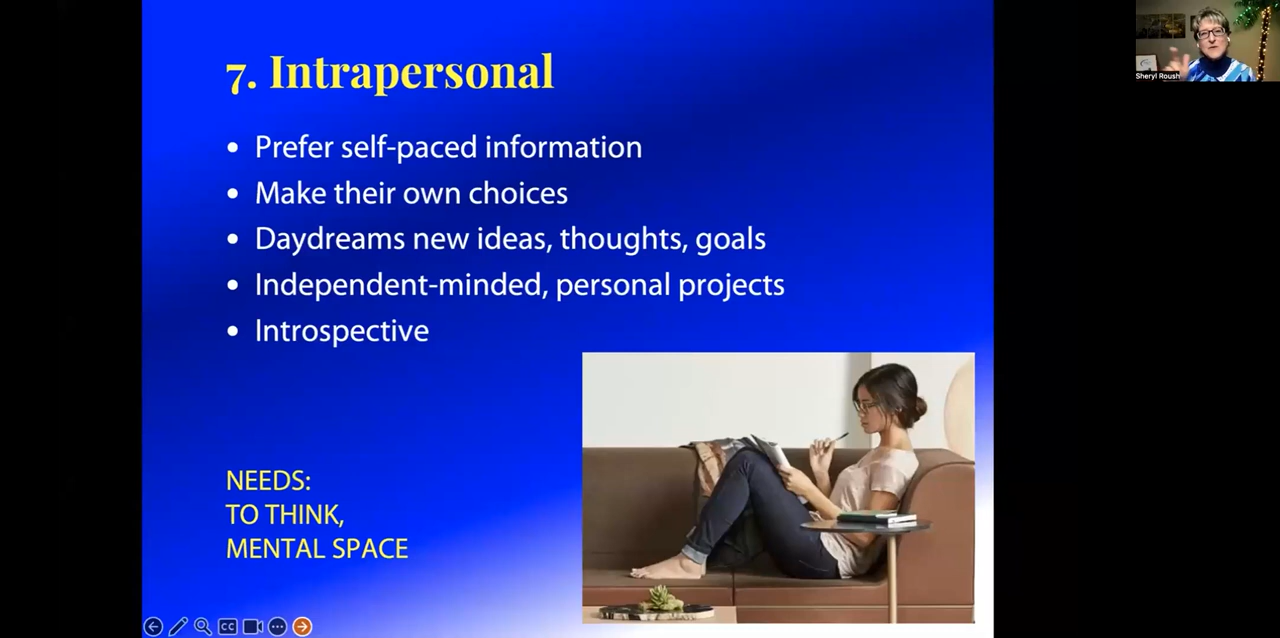 7. Intrapersonal
• Prefer self-paced information
• Make their own choices
• Daydreams new ideas, thoughts, goals
• Independent-minded, personal projects
• Introspective
NEEDS:
TO THINK,
MENTAL SPACE
CC
Sheryl Roush